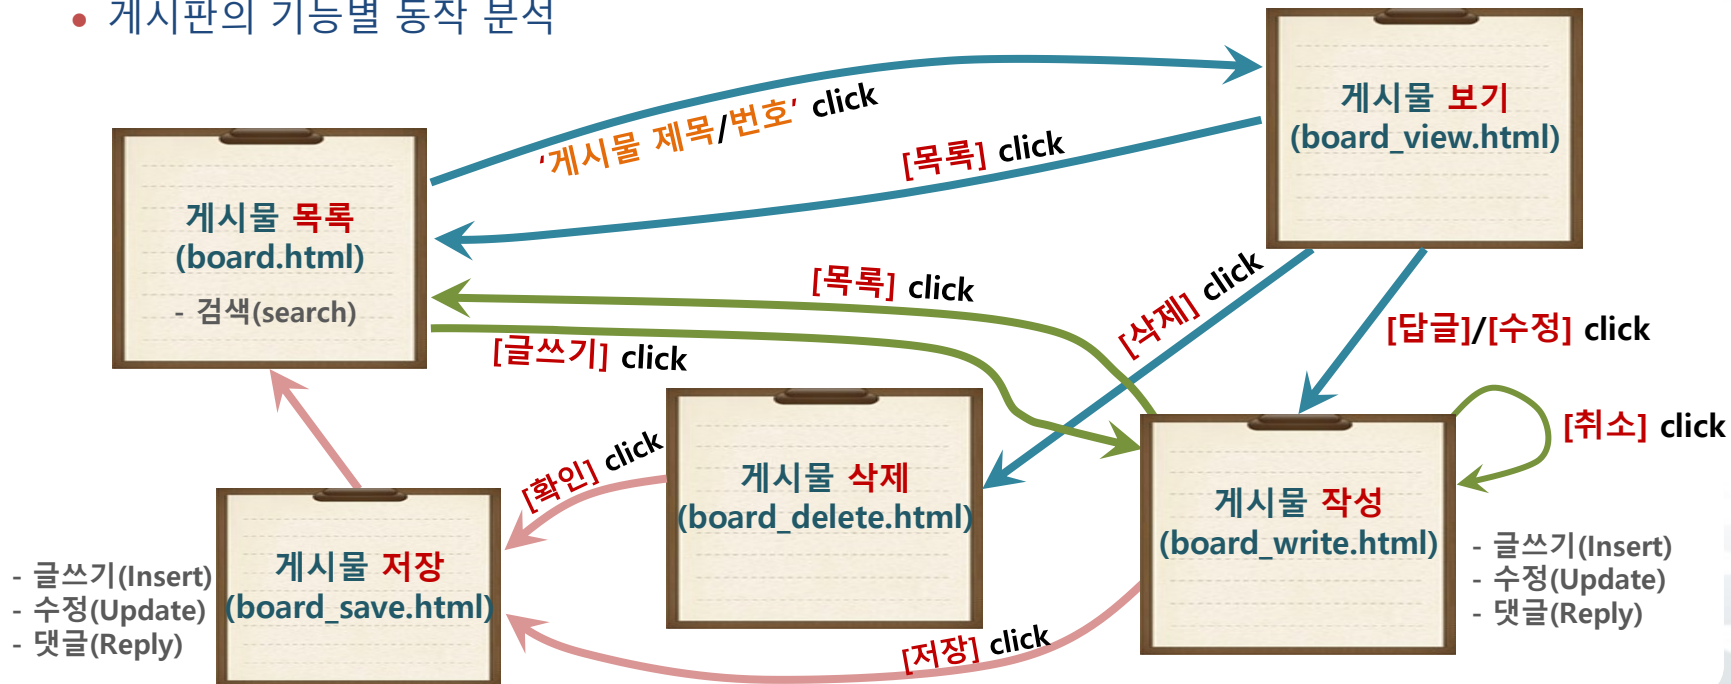 • 게시판의 기능별 동작 분석
게시물 보기
(board_view.html)
'게시물 제목/번호' click
[목록] click
게시물 목록
(board.html)
- 검색(search)
[목록] click
[글쓰기] click
[삭제] click
[답글]/[수정] click
[취소] click
[확인] click
게시물 삭제
(board_delete.html)
게시물 작성
(board_write.html)
- 글쓰기(Insert)
- 수정(Update)
- 댓글(Reply)
게시물 저장
(board_save.html)
- 글쓰기(Insert)
- 수정(Update)
- 댓글(Reply)
[저장] click